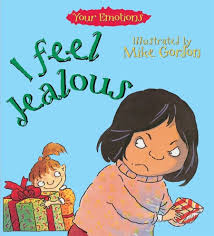 Your Emotions
I feel
Jealous
Illustrated by
Mike Gordon